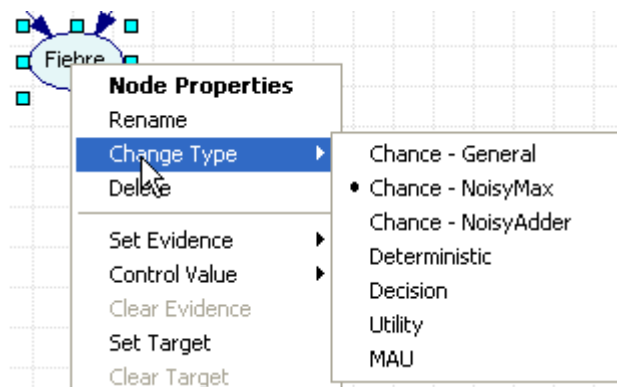 Fiebre
Node Properties
Rename
Change Type
Delete
Set Evidence
Control Value
Clear Evidence
Set Target
Clear Target
Chance - General
Chance - NoisyMax
Chance - NoisyAdder
Deterministic
Decision
Utility
MAU